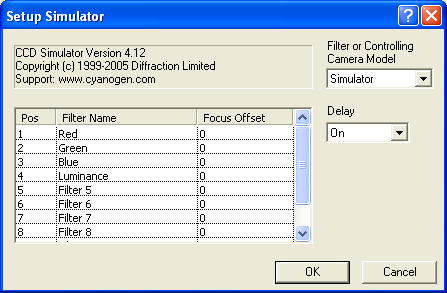 Setup Simulator
CCD Simulator Version 4.12
Copyright (c) 1999-2005 Diffraction Limited
Support: www.cyanogen.com
Filter or Controlling
Camera Model
Simulator
Delay
On
Pos Filter Name Focus Offset
1 Red 0
2 Green 0
3 Blue 0
4 Luminance 0
5 Filter 5 0
6 Filter 6 0
7 Filter 7 0
8 Filter 8 0
OK Cancel